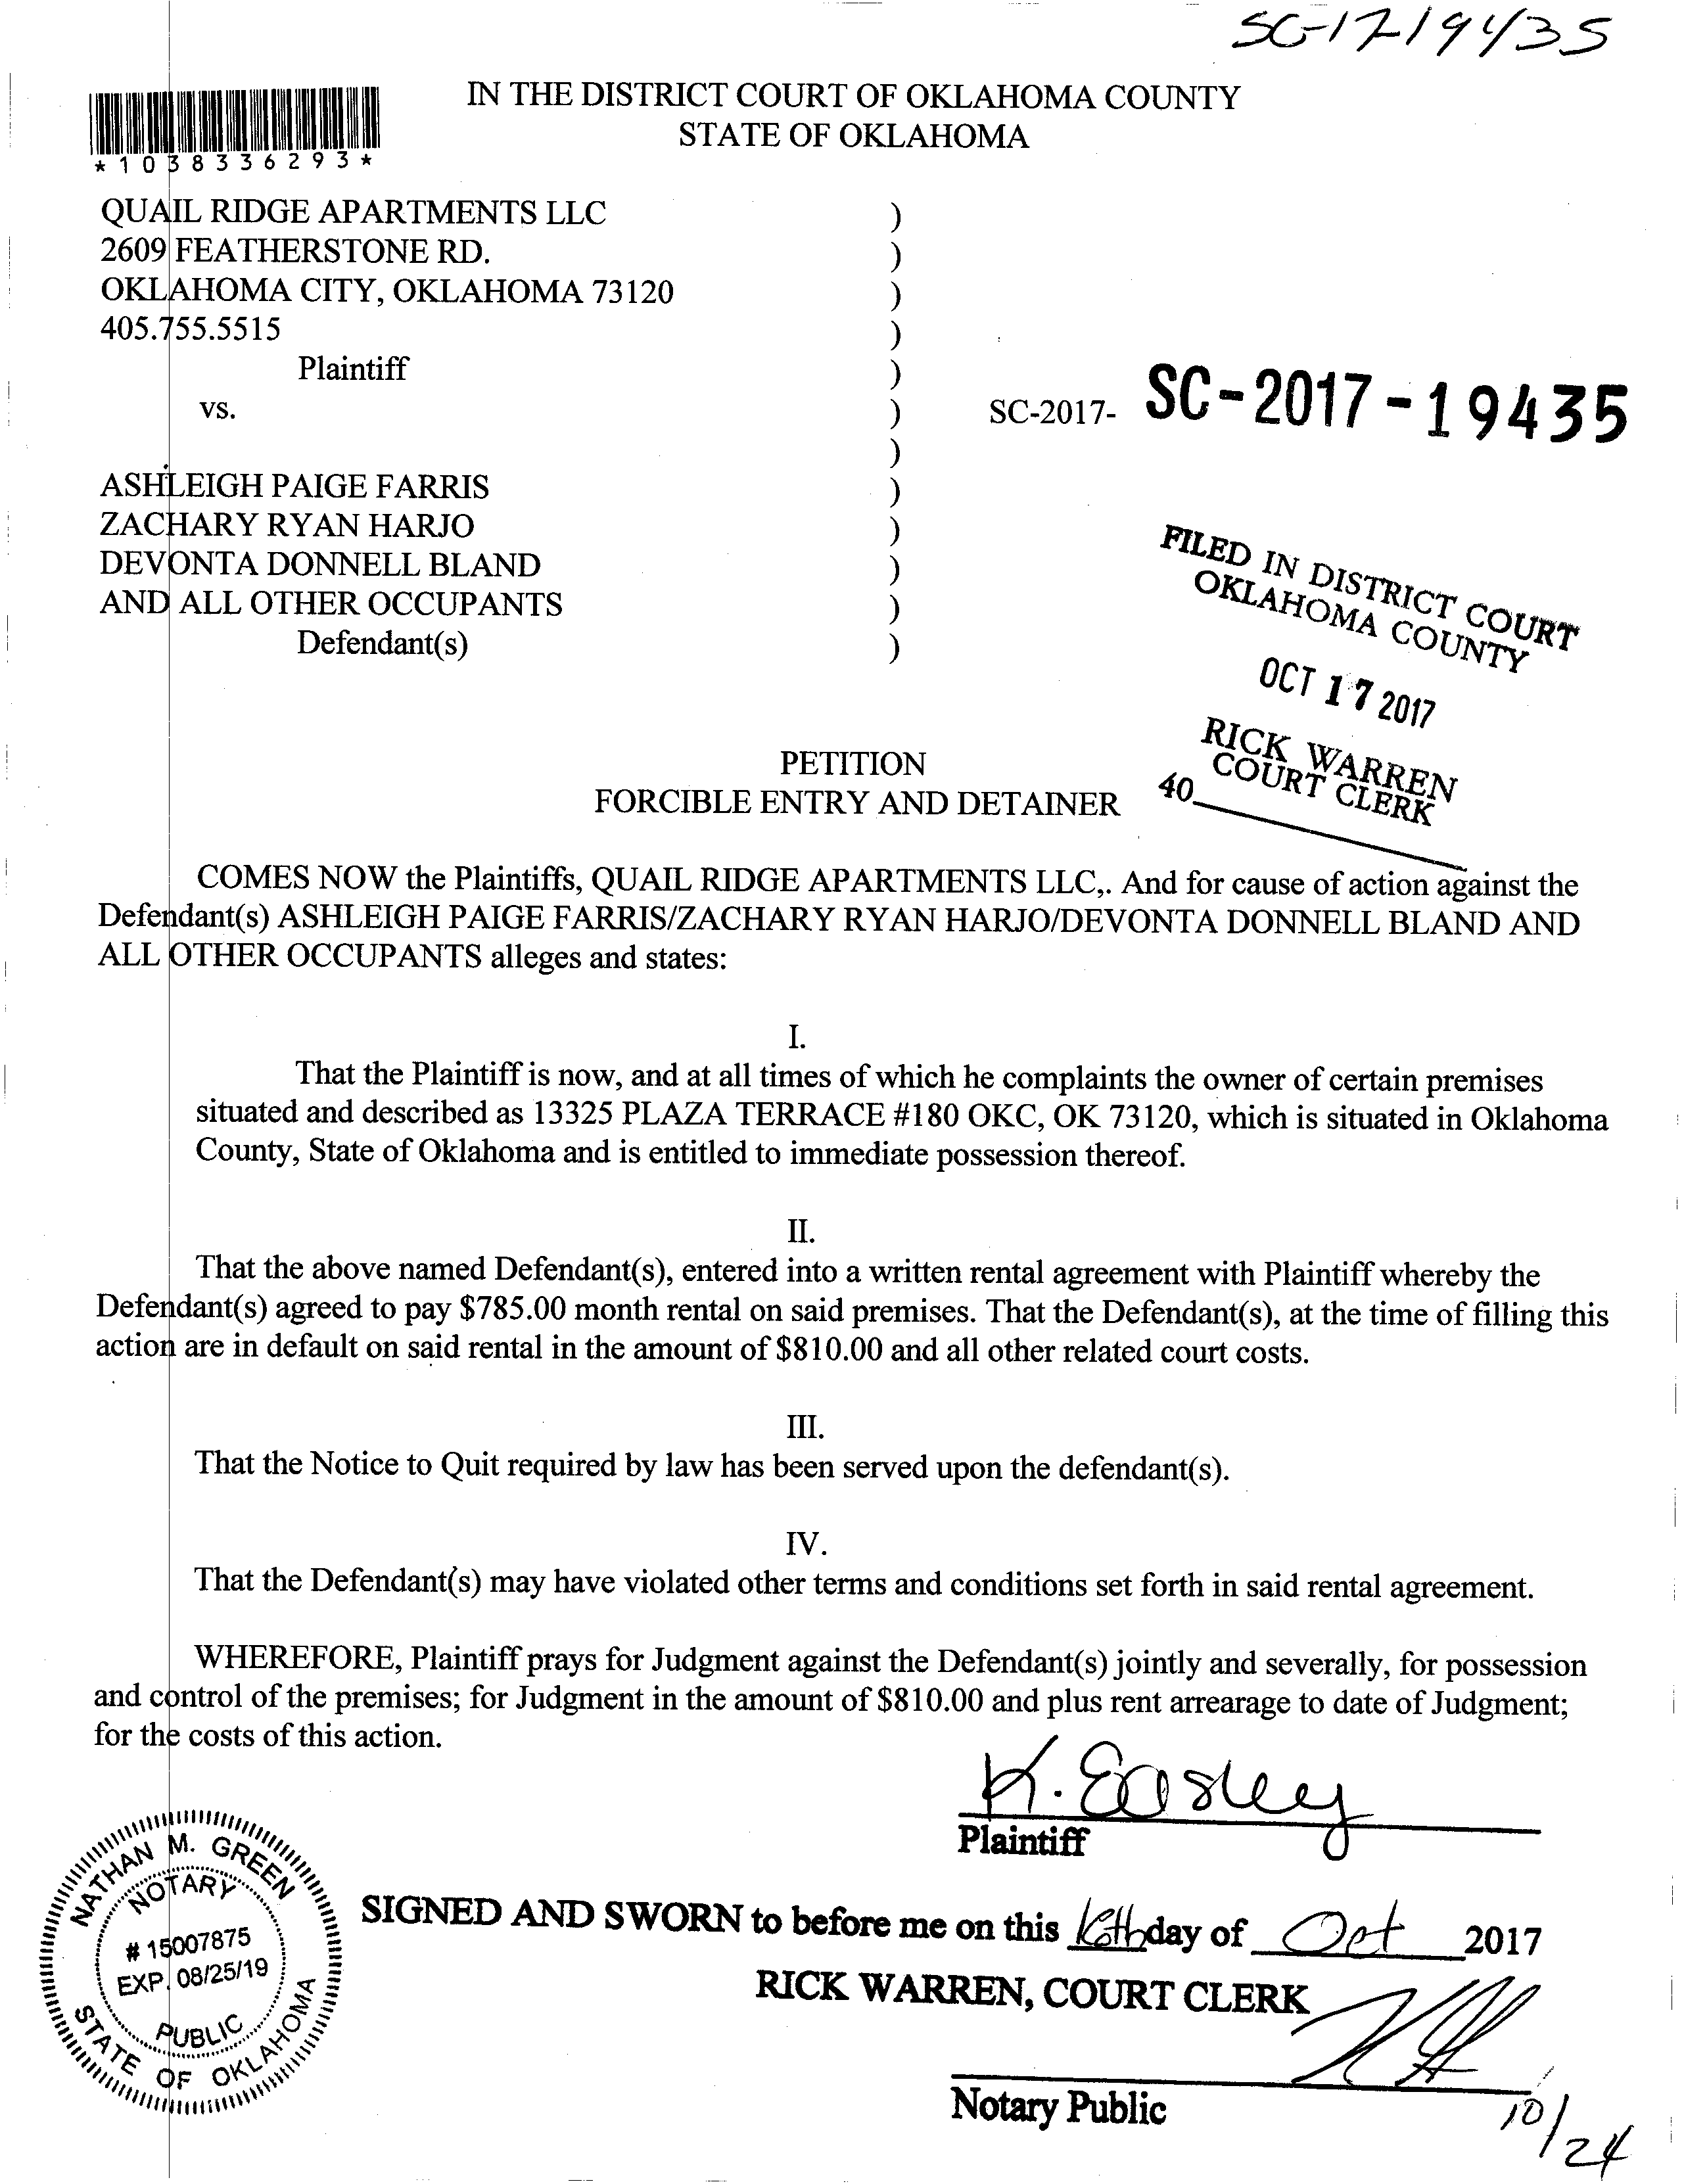 SC-17-19435
IN THE DISTRICT COURT OF OKLAHOMA COUNTY
STATE OF OKLAHOMA
*1038336293*
QUAIL RIDGE APARTMENTS LLC )
2609 FEATHERSTONE RD. )
OKLAHOMA CITY, OKLAHOMA 73120 )
405.755.5515 )
Plaintiff )
vs. ) SC-2017- SC-2017-19435
)
ASHLEIGH PAIGE FARRIS )
ZACHARY RYAN HARJO )
DEVONTA DONNELL BLAND )
AND ALL OTHER OCCUPANTS )
Defendant(s) )
FILED IN DISTRICT COURT
OKLAHOMA COUNTY
OCT 17 2017
RICK WARREN
COURT CLERK
40
PETITION
FORCIBLE ENTRY AND DETAINER
COMES NOW the Plaintiffs, QUAIL RIDGE APARTMENTS LLC,. And for cause of action against the
Defendant(s) ASHLEIGH PAIGE FARRIS/ZACHARY RYAN HARJO/DEVONTA DONNELL BLAND AND
ALL OTHER OCCUPANTS alleges and states:
I.
That the Plaintiff is now, and at all times of which he complaints the owner of certain premises
situated and described as 13325 PLAZA TERRACE #180 OKC, OK 73120, which is situated in Oklahoma
County, State of Oklahoma and is entitled to immediate possession thereof.
II.
That the above named Defendant(s), entered into a written rental agreement with Plaintiff whereby the
Defendant(s) agreed to pay $785.00 month rental on said premises. That the Defendant(s), at the time of filling this
action are in default on said rental in the amount of $810.00 and all other related court costs.
III.
That the Notice to Quit required by law has been served upon the defendant(s).
IV.
That the Defendant(s) may have violated other terms and conditions set forth in said rental agreement.
WHEREFORE, Plaintiff prays for Judgment against the Defendant(s) jointly and severally, for possession
and control of the premises; for Judgment in the amount of $810.00 and plus rent arrearage to date of Judgment;
for the costs of this action.
K. Easley
Plaintiff
NATHAN M. GREEN
NOTARY
# 15007875
EXP. 08/25/19
PUBLIC
STATE OF OKLAHOMA
SIGNED AND SWORN to before me on this 16th day of Oct 2017
RICK WARREN, COURT CLERK
Notary Public
10/24